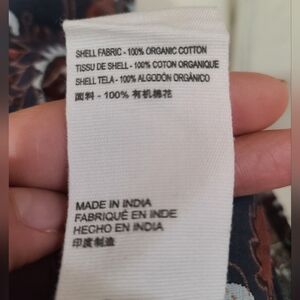 SHELL FABRIC - 100% ORGANIC COTTON
TISSU DE SHELL - 100% COTON ORGANIQUE
SHELL TELA - 100% ALGODÓN ORGÁNICO
面料 - 100% 有机棉花
MADE IN INDIA
FABRIQUÉ EN INDE
HECHO EN INDIA
印度制造